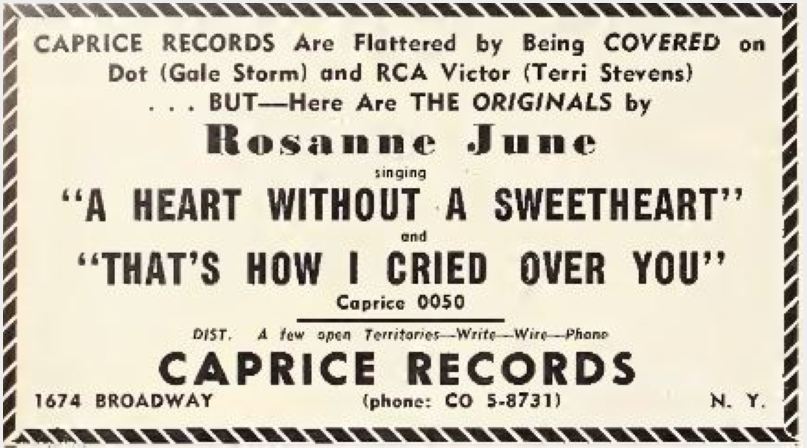 CAPRICE RECORDS Are Flattered by Being COVERED on
Dot (Gale Storm) and RCA Victor (Terri Stevens)
. . . BUT—Here Are THE ORIGINALS by
Rosanne June
singing
"A HEART WITHOUT A SWEETHEART"
and
"THAT'S HOW I CRIED OVER YOU"
Caprice 0050
DIST. A few open Territories—Write—Wire—Phone
CAPRICE RECORDS
1674 BROADWAY (phone: CO 5-8731) N. Y.